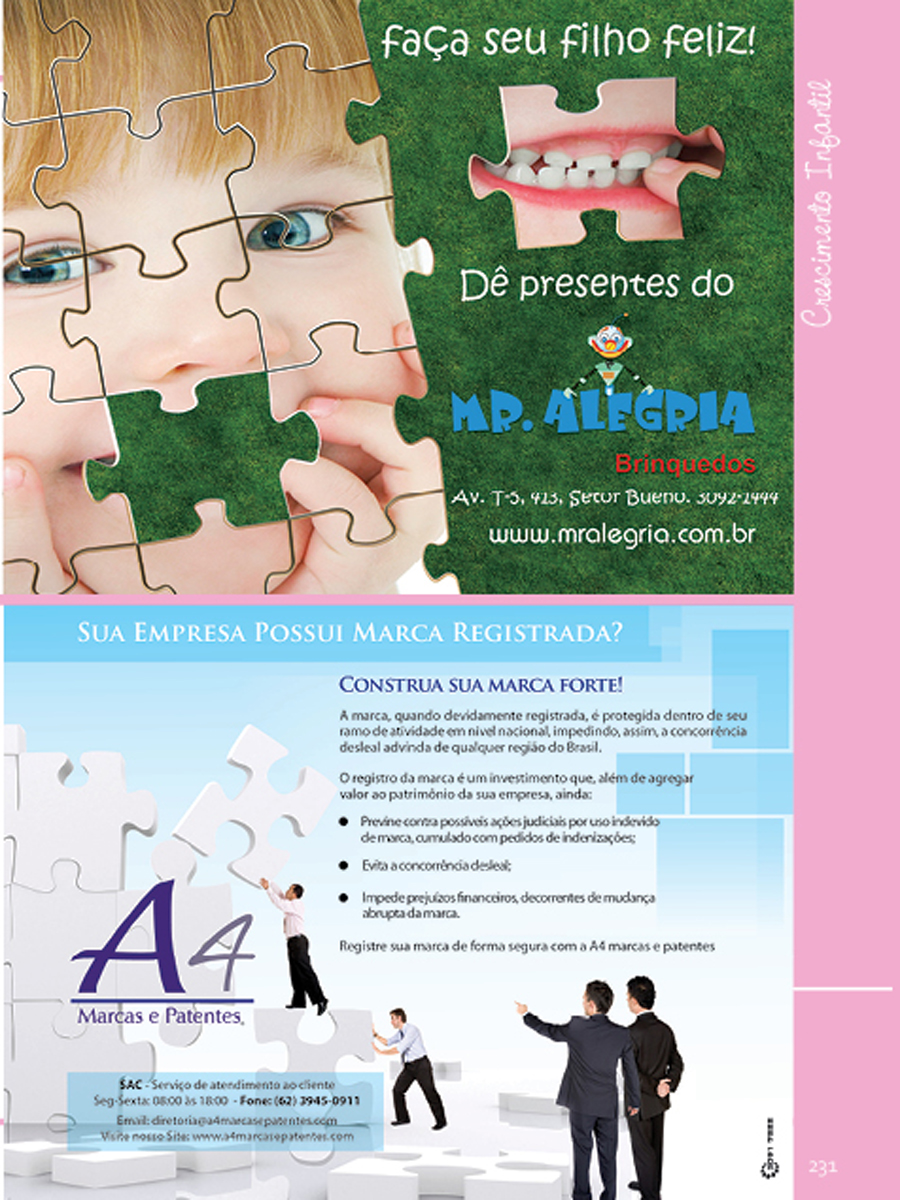 faça seu filho feliz!
Dê presentes do
MR. ALEGRIA
Brinquedos
Av. T-5, 413, Setor Bueno. 3092-1444
www.mralegria.com.br
Crescimento Infantil
SUA EMPRESA POSSUI MARCA REGISTRADA?
CONSTRUA SUA MARCA FORTE!
A marca, quando devidamente registrada, é protegida dentro de seu
ramo de atividade em nivel nacional, impedindo, assim, a concorrência
desleal advinda de qualquer região do Brasil.
O registro da marca é um investimento que, além de agregar
valor ao patrimônio da sua empresa, ainda:
● Previne contra possíveis ações judiciais por uso indevido
de marca, cumulado com pedidos de indenizações;
● Evita a concorrência desleal;
● Impede prejuízos financeiros, decorrentes de mudança
abrupta da marca.
Registre sua marca de forma segura com a A4 marcas e patentes
A4
Marcas e Patentes
SAC - Serviço de atendimento ao cliente
Seg-Sexta: 08:00 às 18:00 - Fone: (62) 3945-0911
Email: diretoria@a4marcasepatentes.com
Visite nosso Site: www.a4marcasepatentes.com
231